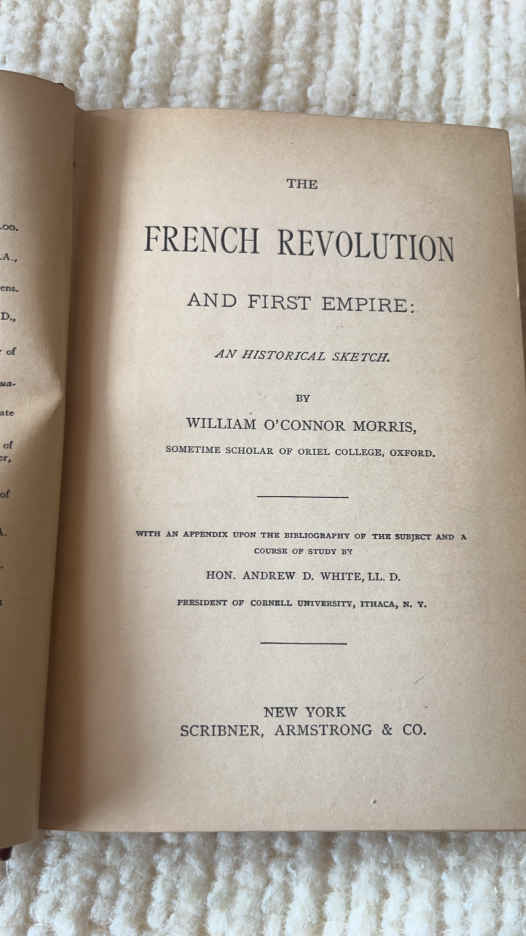 THE
FRENCH REVOLUTION
AND FIRST EMPIRE:
AN HISTORICAL SKETCH.
BY
WILLIAM O'CONNOR MORRIS,
SOMETIME SCHOLAR OF ORIEL COLLEGE, OXFORD.
WITH AN APPENDIX UPON THE BIBLIOGRAPHY OF THE SUBJECT AND A
COURSE OF STUDY BY
HON. ANDREW D. WHITE, LL. D.
PRESIDENT OF CORNELL UNIVERSITY, ITHACA, N. Y.
NEW YORK
SCRIBNER, ARMSTRONG & CO.